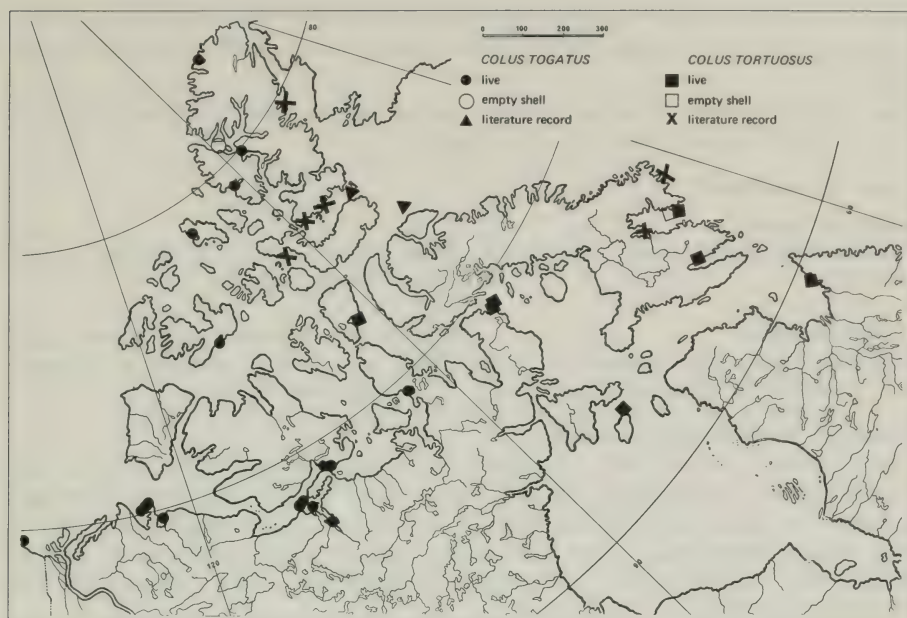 80
0 100 200 300
COLUS TOGATUS
live
empty shell
literature record
COLUS TORTUOSUS
live
empty shell
literature record
120